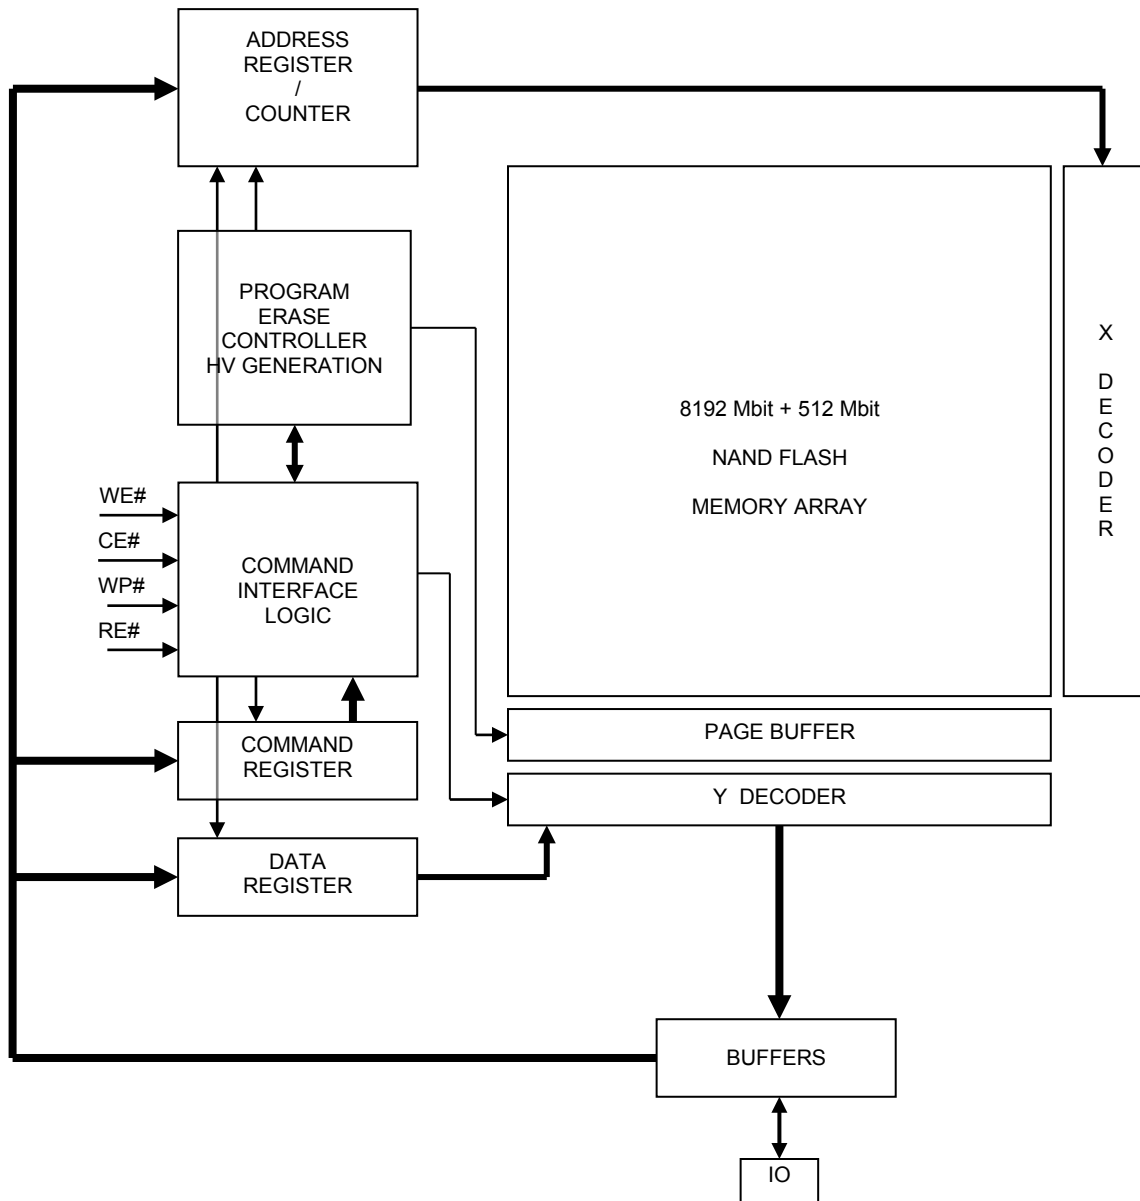 ADDRESS
REGISTER
/
COUNTER
PROGRAM
ERASE
CONTROLLER
HV GENERATION
WE#
CE#
WP#
RE#
COMMAND
INTERFACE
LOGIC
COMMAND
REGISTER
DATA
REGISTER
8192 Mbit + 512 Mbit
NAND FLASH
MEMORY ARRAY
X
D
E
C
O
D
E
R
PAGE BUFFER
Y DECODER
BUFFERS
IO